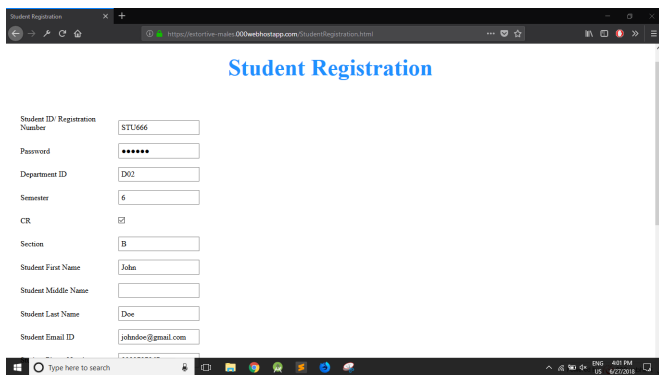 Student Registration
https://extortive-males.000webhostapp.com/StudentRegistration.html
Student Registration
Student ID/ Registration
Number
STU666
Password
Department ID
D02
Semester
6
CR
Section
B
Student First Name
John
Student Middle Name
Student Last Name
Doe
Student Email ID
johndoe@gmail.com
Type here to search
ENG
US
4:01 PM
6/27/2018